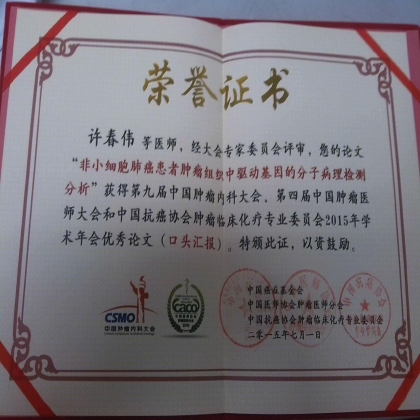 荣誉证书
许春伟 等医师,经大会专家委员会评审,您的论文
“非小细胞肺癌患者肿瘤组织中驱动基因的分子病理检测
分析”获得第九届中国肿瘤内科大会、第四届中国肿瘤医
师大会和中国抗癌协会肿瘤临床化疗专业委员会2015年学
术年会优秀论文(口头汇报)。特颁此证,以资鼓励。
CSMO
中国肿瘤内科大会
CACO
中国癌症基金会
中国医师协会肿瘤医师分会
中国抗癌协会肿瘤临床化疗专业委员会
二〇一五年七月一日